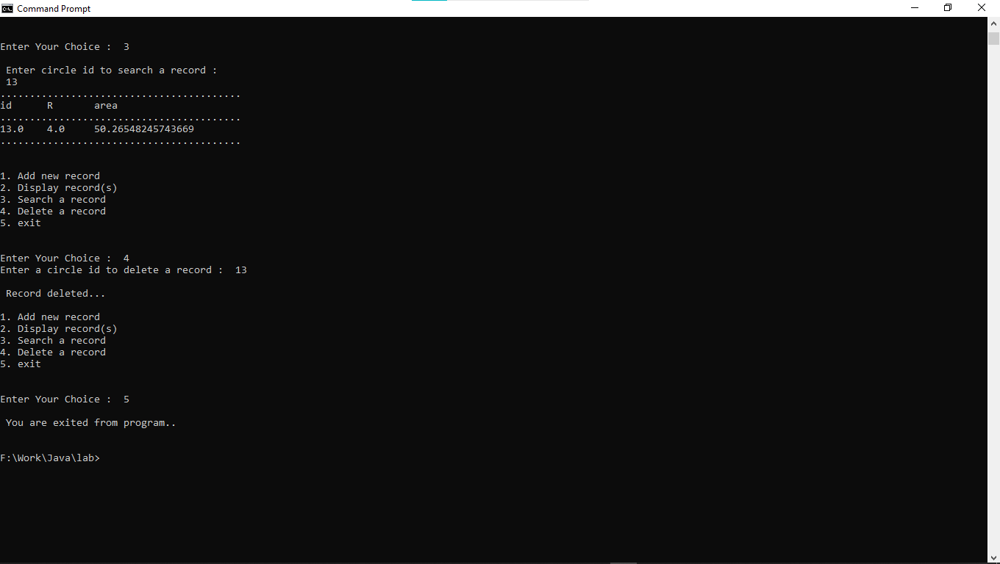 Command Prompt
Enter Your Choice :  3
Enter circle id to search a record :
13
.........................................
id      R       area
.........................................
13.0    4.0     50.26548245743669
.........................................
1. Add new record
2. Display record(s)
3. Search a record
4. Delete a record
5. exit
Enter Your Choice :  4
Enter a circle id to delete a record :  13
Record deleted...
1. Add new record
2. Display record(s)
3. Search a record
4. Delete a record
5. exit
Enter Your Choice :  5
You are exited from program..
F:\Work\Java\lab>